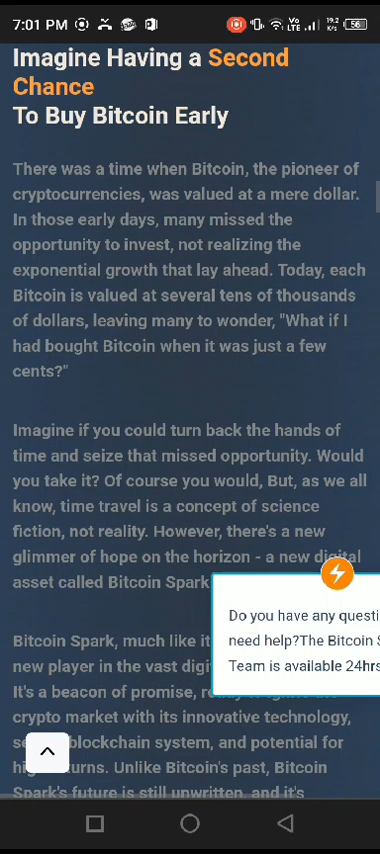 7:01 PM
Vo LTE 19.2 K/s 56
Imagine Having a Second
Chance
To Buy Bitcoin Early
There was a time when Bitcoin, the pioneer of
cryptocurrencies, was valued at a mere dollar.
In those early days, many missed the
opportunity to invest, not realizing the
exponential growth that lay ahead. Today, each
Bitcoin is valued at several tens of thousands
of dollars, leaving many to wonder, "What if I
had bought Bitcoin when it was just a few
cents?"
Imagine if you could turn back the hands of
time and seize that missed opportunity. Would
you take it? Of course you would, But, as we all
know, time travel is a concept of science
fiction, not reality. However, there's a new
glimmer of hope on the horizon - a new digital
asset called Bitcoin Spark
Do you have any questi
need help?The Bitcoin S
Team is available 24hrs
Bitcoin Spark, much like it
new player in the vast digi
It's a beacon of promise,
crypto market with its innovative technology,
blockchain system, and potential for
Unlike Bitcoin's past, Bitcoin
Spark's future is still unwritten, and it's